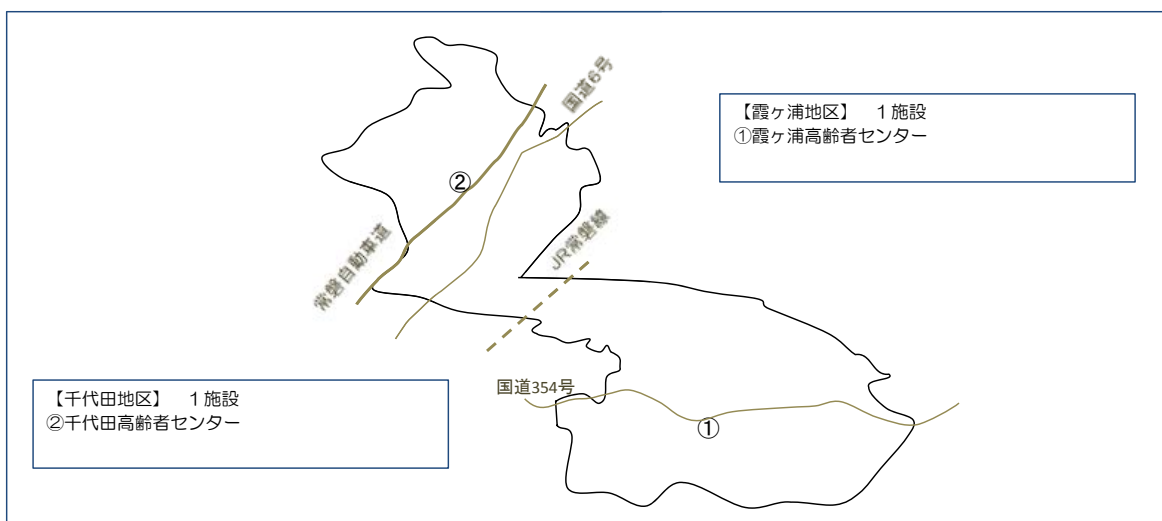 国道6号
【霞ヶ浦地区】　１施設
①霞ヶ浦高齢者センター
②
JR常磐線
常磐自動車道
国道354号
【千代田地区】　１施設
②千代田高齢者センター
①